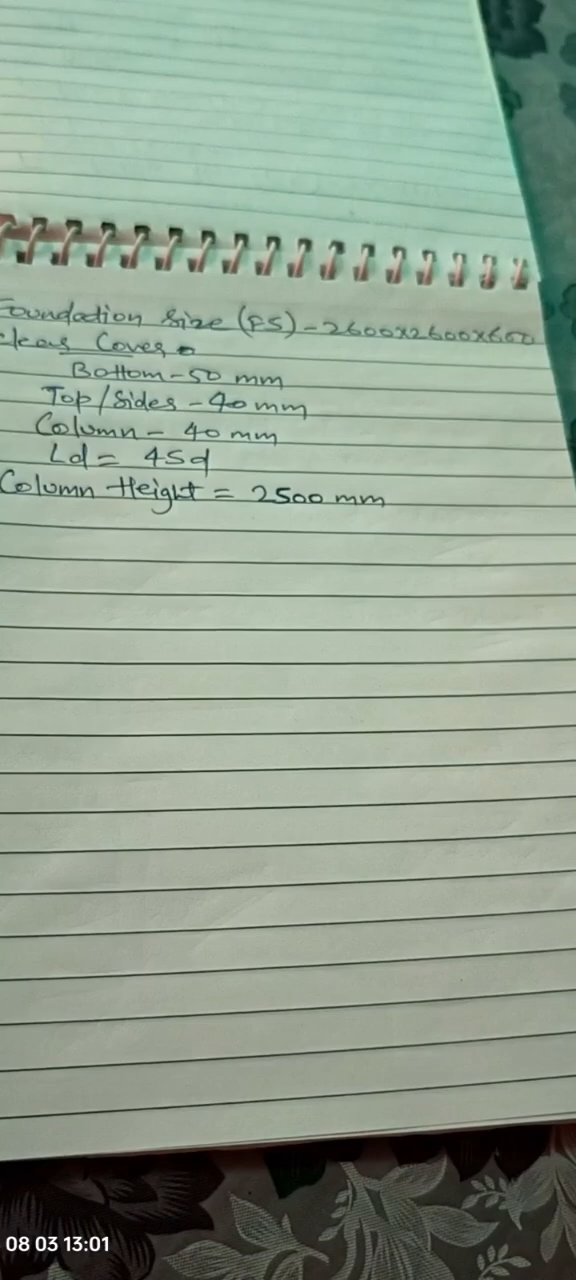 Foundation Size (F5) - 2600x2600x600
Clear Cover -
Bottom - 50 mm
Top/Sides - 40 mm
Column - 40 mm
Ld = 45d
Column Height = 2500 mm
08 03 13:01